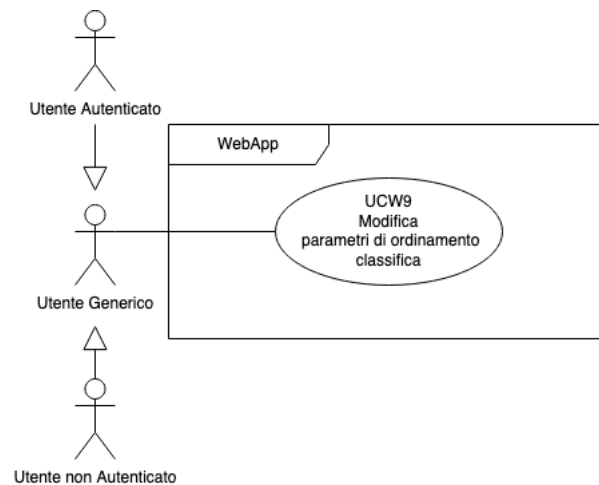 Utente Autenticato
WebApp
UCW9
Modifica
parametri di ordinamento
classifica
Utente Generico
Utente non Autenticato